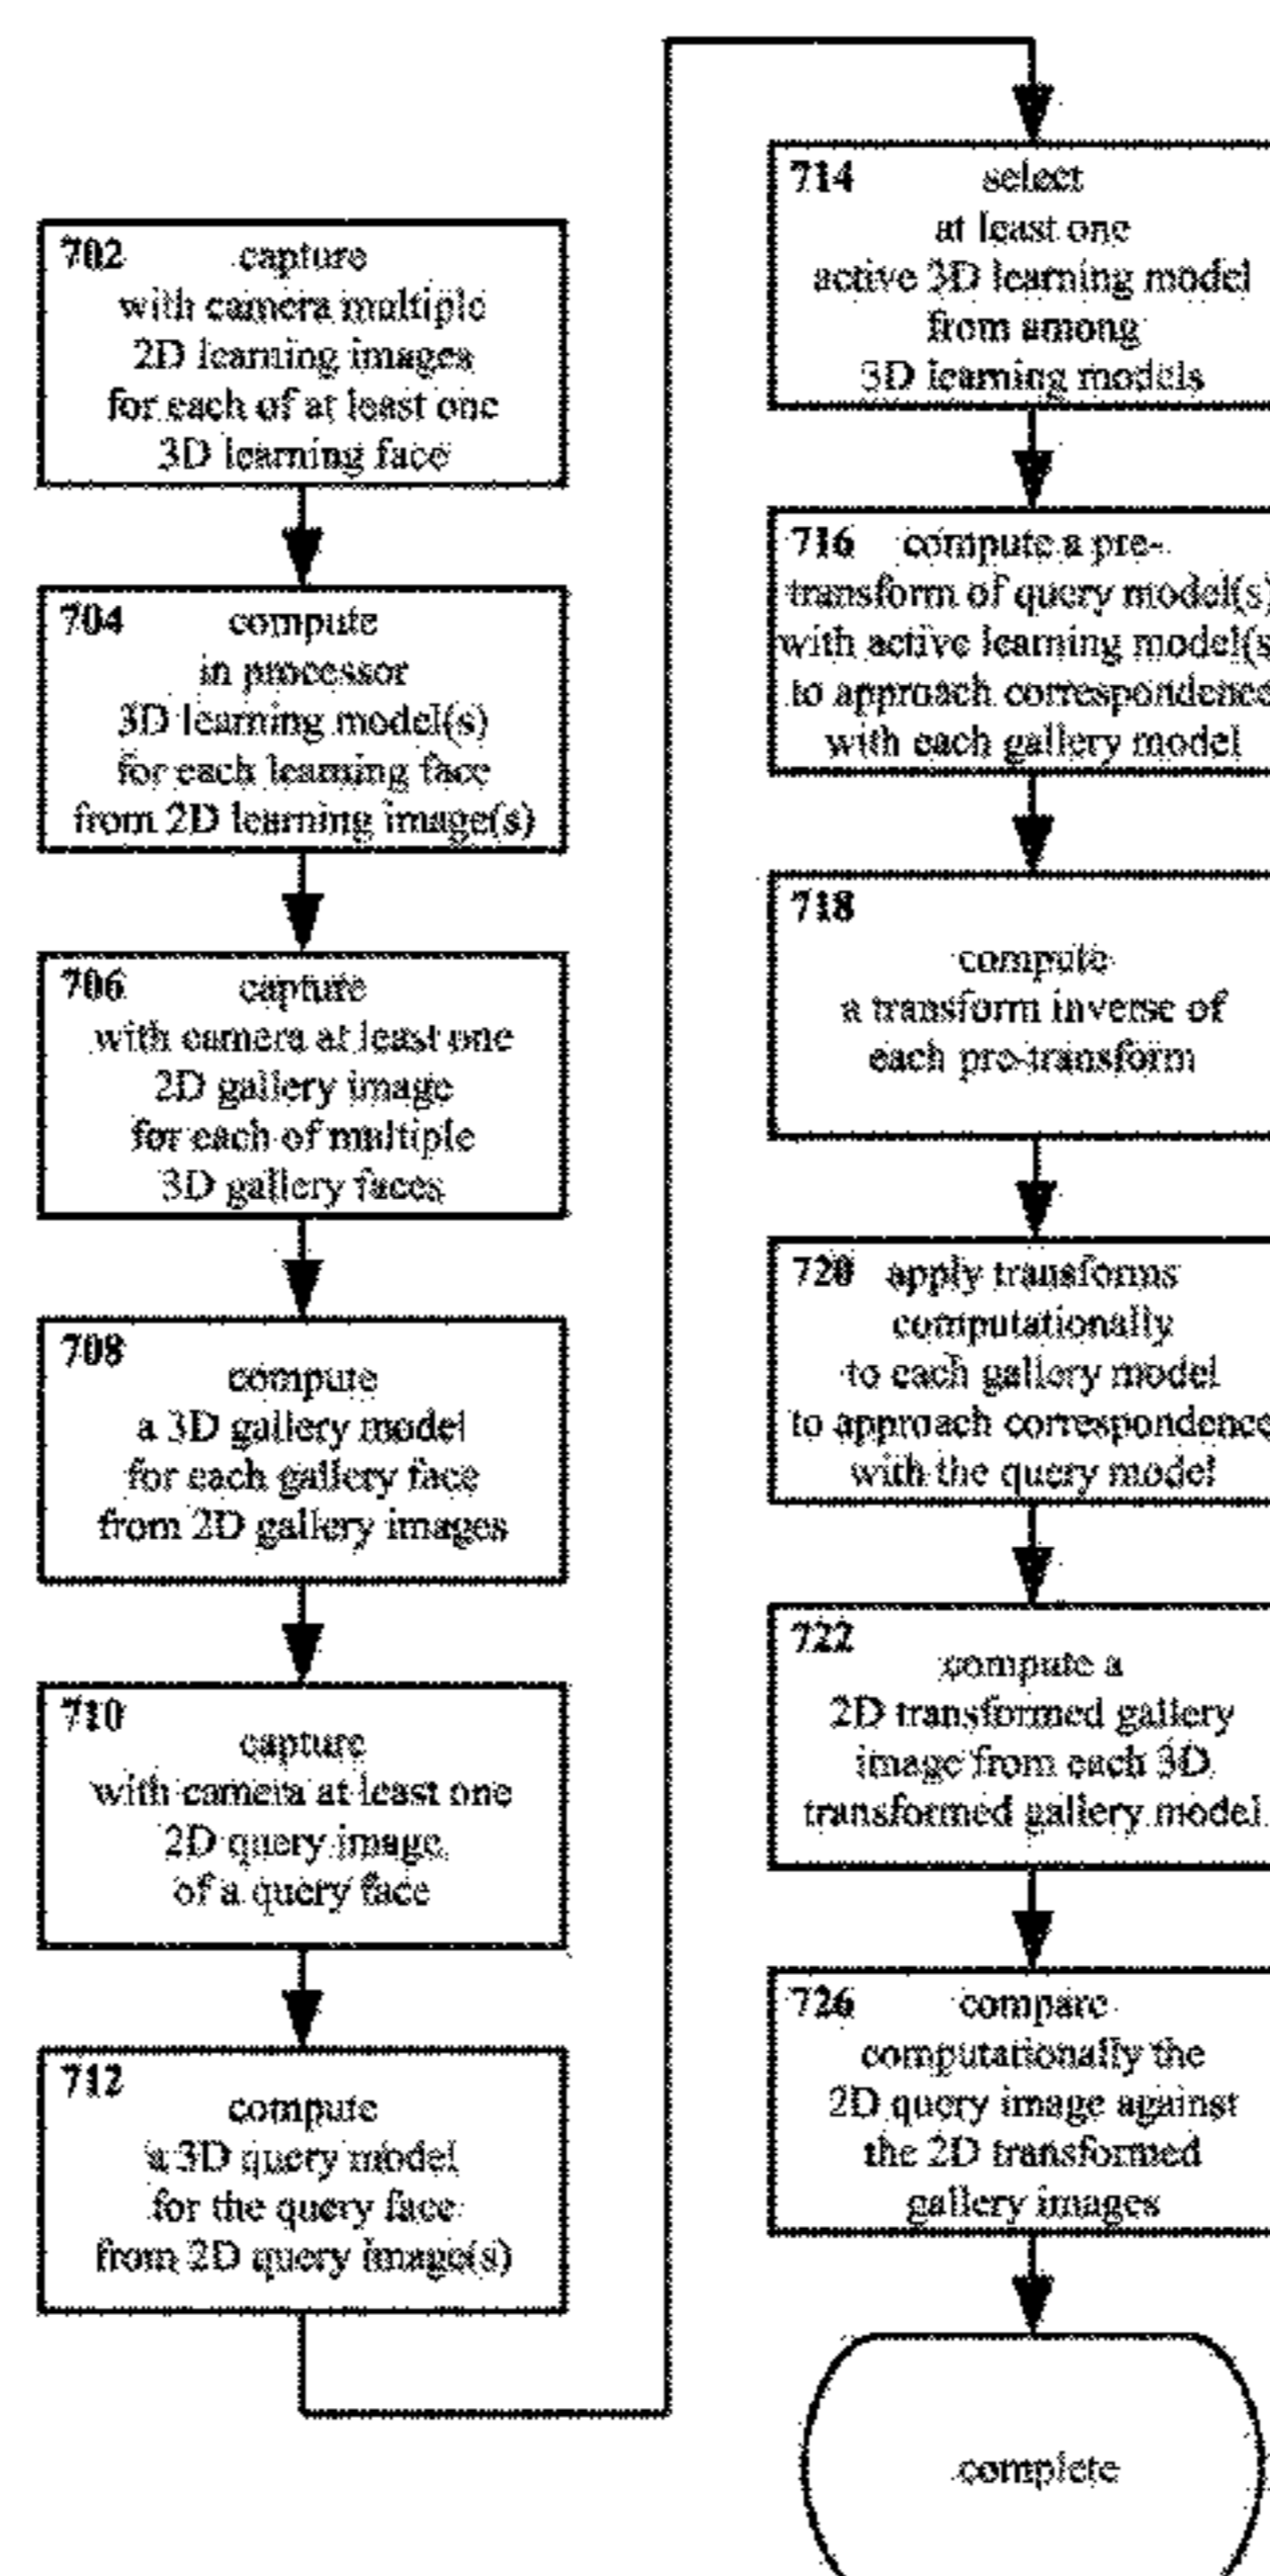 702 capture
with camera multiple
2D learning images
for each of at least one
3D learning face
704 compute
in processor
3D learning model(s)
for each learning face
from 2D learning image(s)
706 capture
with camera at least one
2D gallery image
for each of multiple
3D gallery faces
708
compute
a 3D gallery model
for each gallery face
from 2D gallery images
710
capture
with camera at least one
2D query image
of a query face
712
compute
a 3D query model
for the query face
from 2D query image(s)
714 select
at least one
active 3D learning model
from among
3D learning models
716 compute a pre-
transform of query model(s)
with active learning model(s
to approach correspondence
with each gallery model
718
compute
a transform inverse of
each pre-transform
720 apply transforms
computationally
to each gallery model
to approach correspondence
with the query model
722
compute a
2D transformed gallery
image from each 3D
transformed gallery model
726 compare
computationally the
2D query image against
the 2D transformed
gallery images
complete